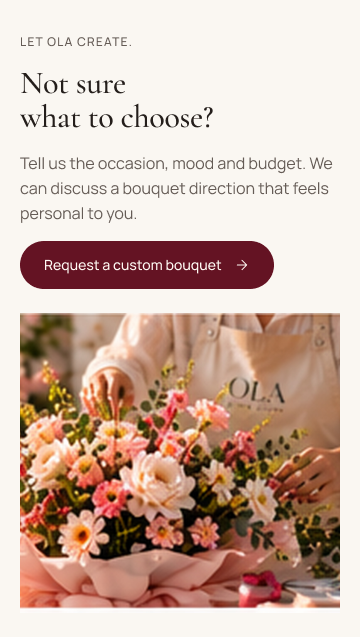 LET OLA CREATE.
Not sure
what to choose?
Tell us the occasion, mood and budget. We
can discuss a bouquet direction that feels
personal to you.
Request a custom bouquet →
OLA